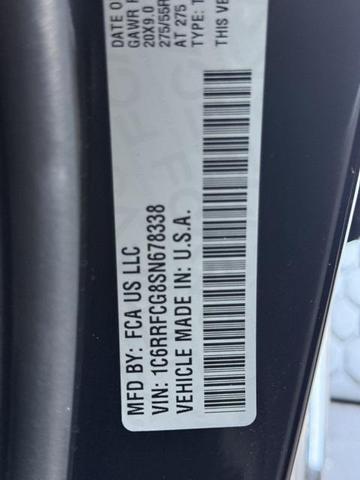 DATE O
GAWR R
20X9.0
275/55R
AT 275
TYPE: T
THIS VE
MFD BY: FCA US LLC
VIN: 1C6RRFCG8SN678338
VEHICLE MADE IN: U.S.A.